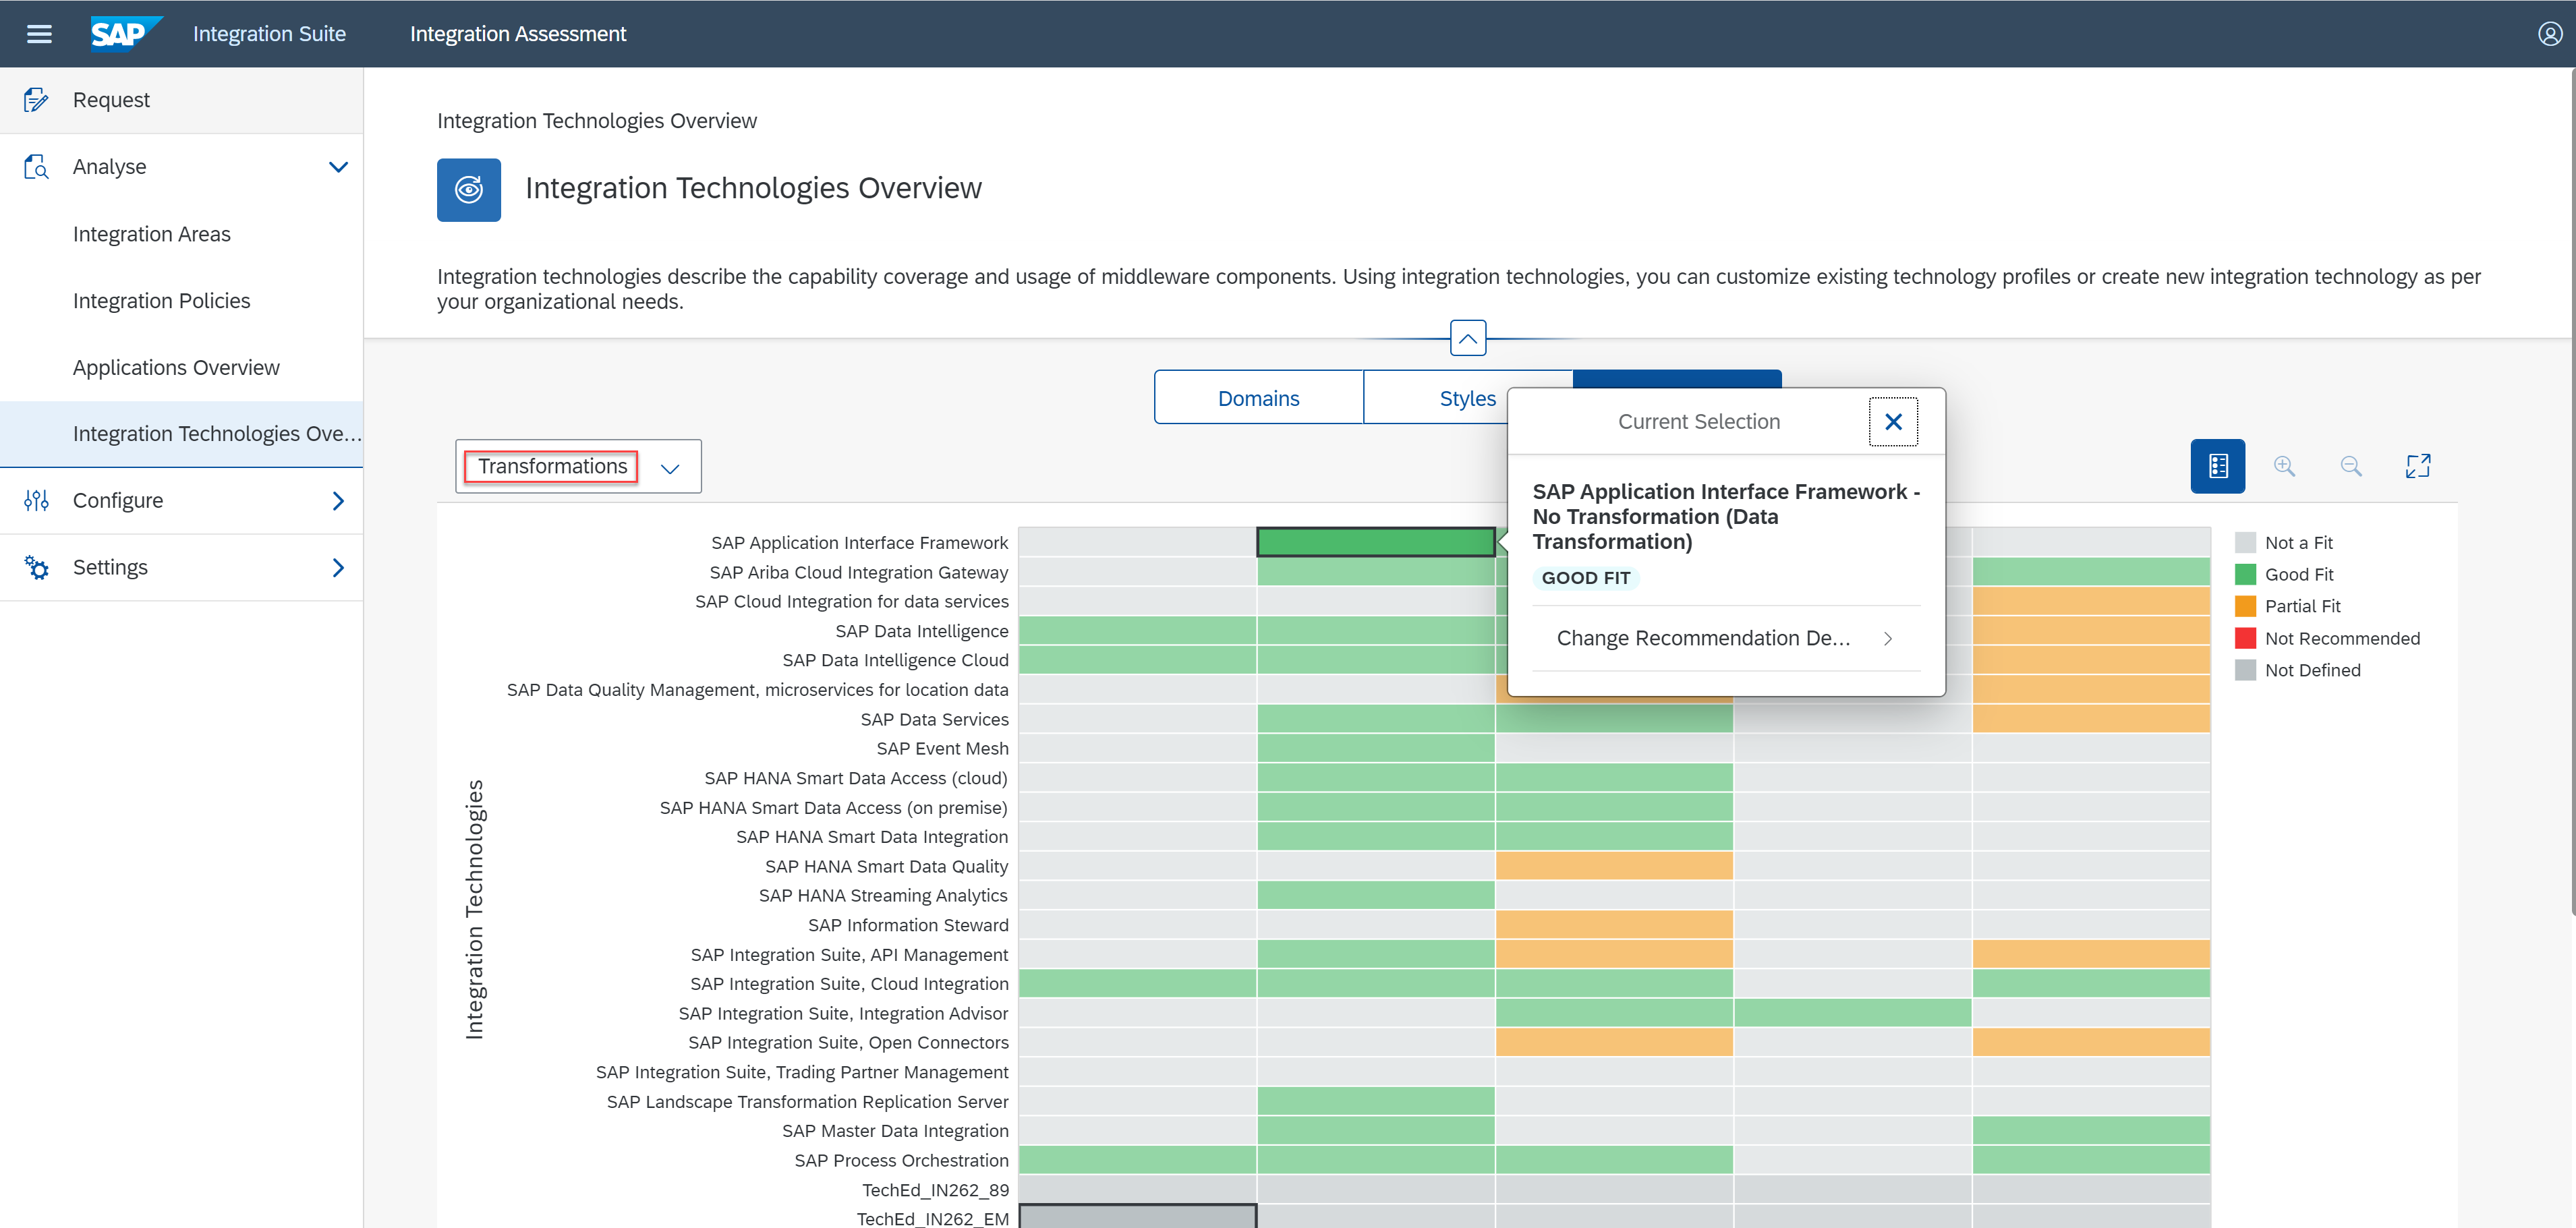 SAP Integration Suite Integration Assessment
Request
Analyse
Integration Areas
Integration Policies
Applications Overview
Integration Technologies Ove...
Configure
Settings
Integration Technologies Overview
Integration Technologies Overview
Integration technologies describe the capability coverage and usage of middleware components. Using integration technologies, you can customize existing technology profiles or create new integration technology as per
your organizational needs.
Domains
Styles
Transformations
Current Selection
SAP Application Interface Framework -
No Transformation (Data
Transformation)
GOOD FIT
Change Recommendation De...
Integration Technologies
SAP Application Interface Framework
SAP Ariba Cloud Integration Gateway
SAP Cloud Integration for data services
SAP Data Intelligence
SAP Data Intelligence Cloud
SAP Data Quality Management, microservices for location data
SAP Data Services
SAP Event Mesh
SAP HANA Smart Data Access (cloud)
SAP HANA Smart Data Access (on premise)
SAP HANA Smart Data Integration
SAP HANA Smart Data Quality
SAP HANA Streaming Analytics
SAP Information Steward
SAP Integration Suite, API Management
SAP Integration Suite, Cloud Integration
SAP Integration Suite, Integration Advisor
SAP Integration Suite, Open Connectors
SAP Integration Suite, Trading Partner Management
SAP Landscape Transformation Replication Server
SAP Master Data Integration
SAP Process Orchestration
TechEd_IN262_89
TechEd_IN262_EM
Not a Fit
Good Fit
Partial Fit
Not Recommended
Not Defined